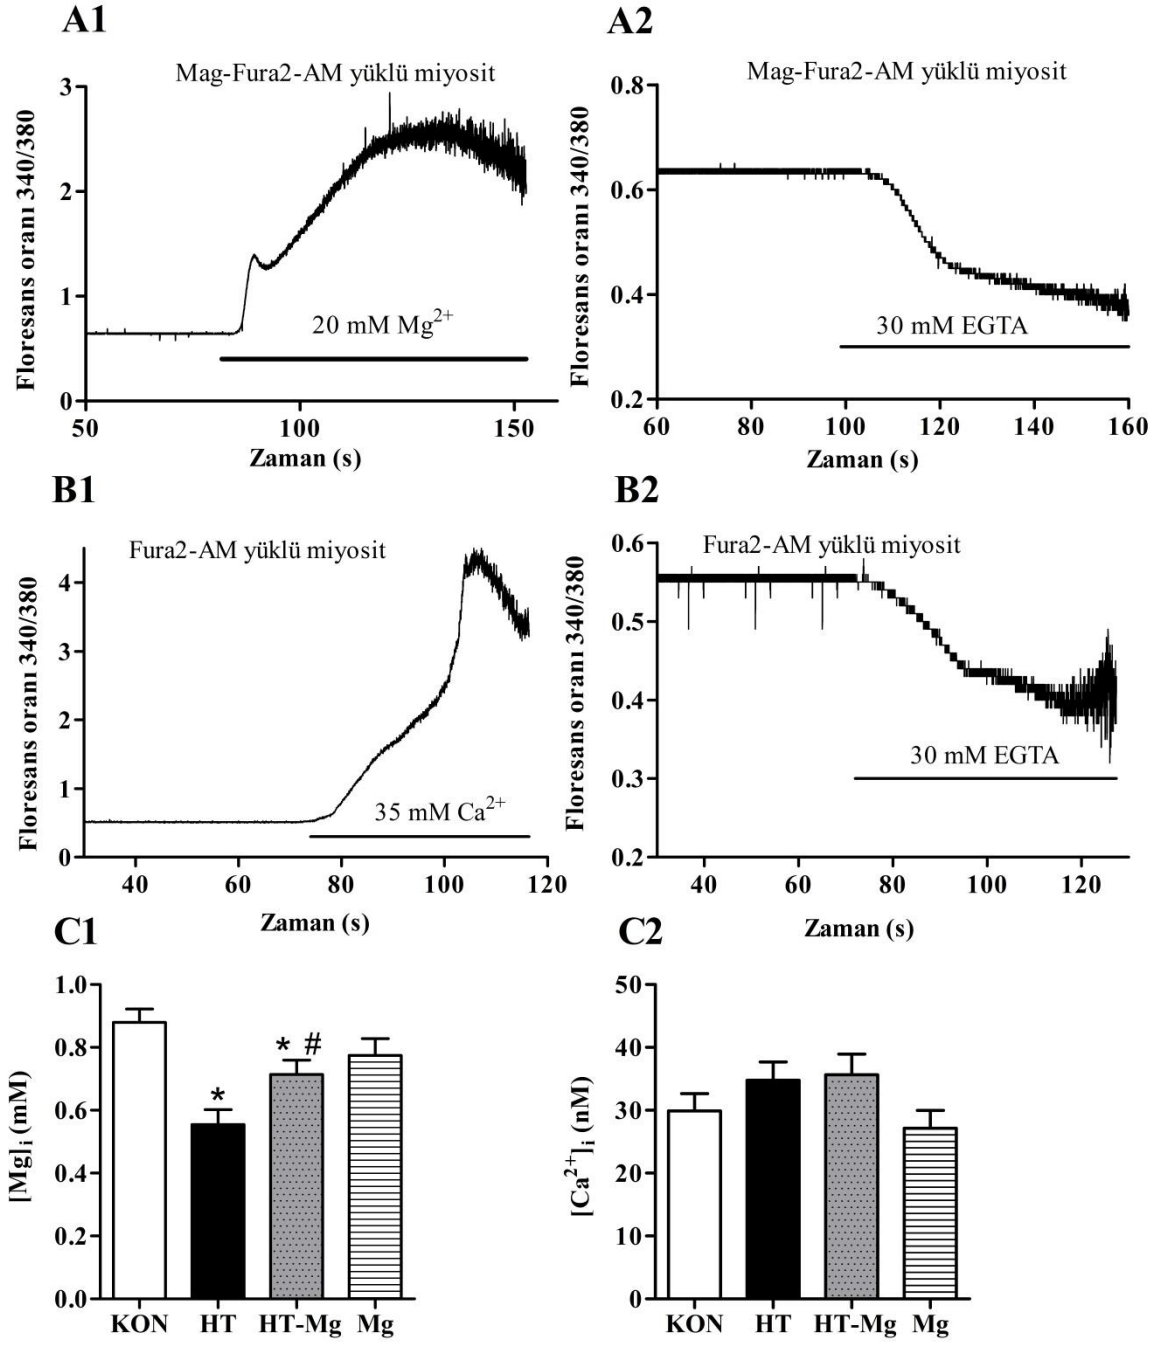 A1
Mag-Fura2-AM yüklü miyosit
Floresans oranı 340/380
3
2
1
0
20 mM Mg²⁺
50
100
150
Zaman (s)
A2
Mag-Fura2-AM yüklü miyosit
Floresans oranı 340/380
0.8
0.6
0.4
0.2
30 mM EGTA
60
80
100
120
140
160
Zaman (s)
B1
Fura2-AM yüklü miyosit
Floresans oranı 340/380
4
3
2
1
0
35 mM Ca²⁺
40
60
80
100
120
Zaman (s)
B2
Fura2-AM yüklü miyosit
Floresans oranı 340/380
0.6
0.5
0.4
0.3
0.2
30 mM EGTA
40
60
80
100
120
Zaman (s)
C1
[Mg]ᵢ (mM)
1.0
0.8
0.6
0.4
0.2
0.0
*
* #
KON
HT
HT-Mg
Mg
C2
[Ca²⁺]ᵢ (nM)
50
40
30
20
10
0
KON
HT
HT-Mg
Mg